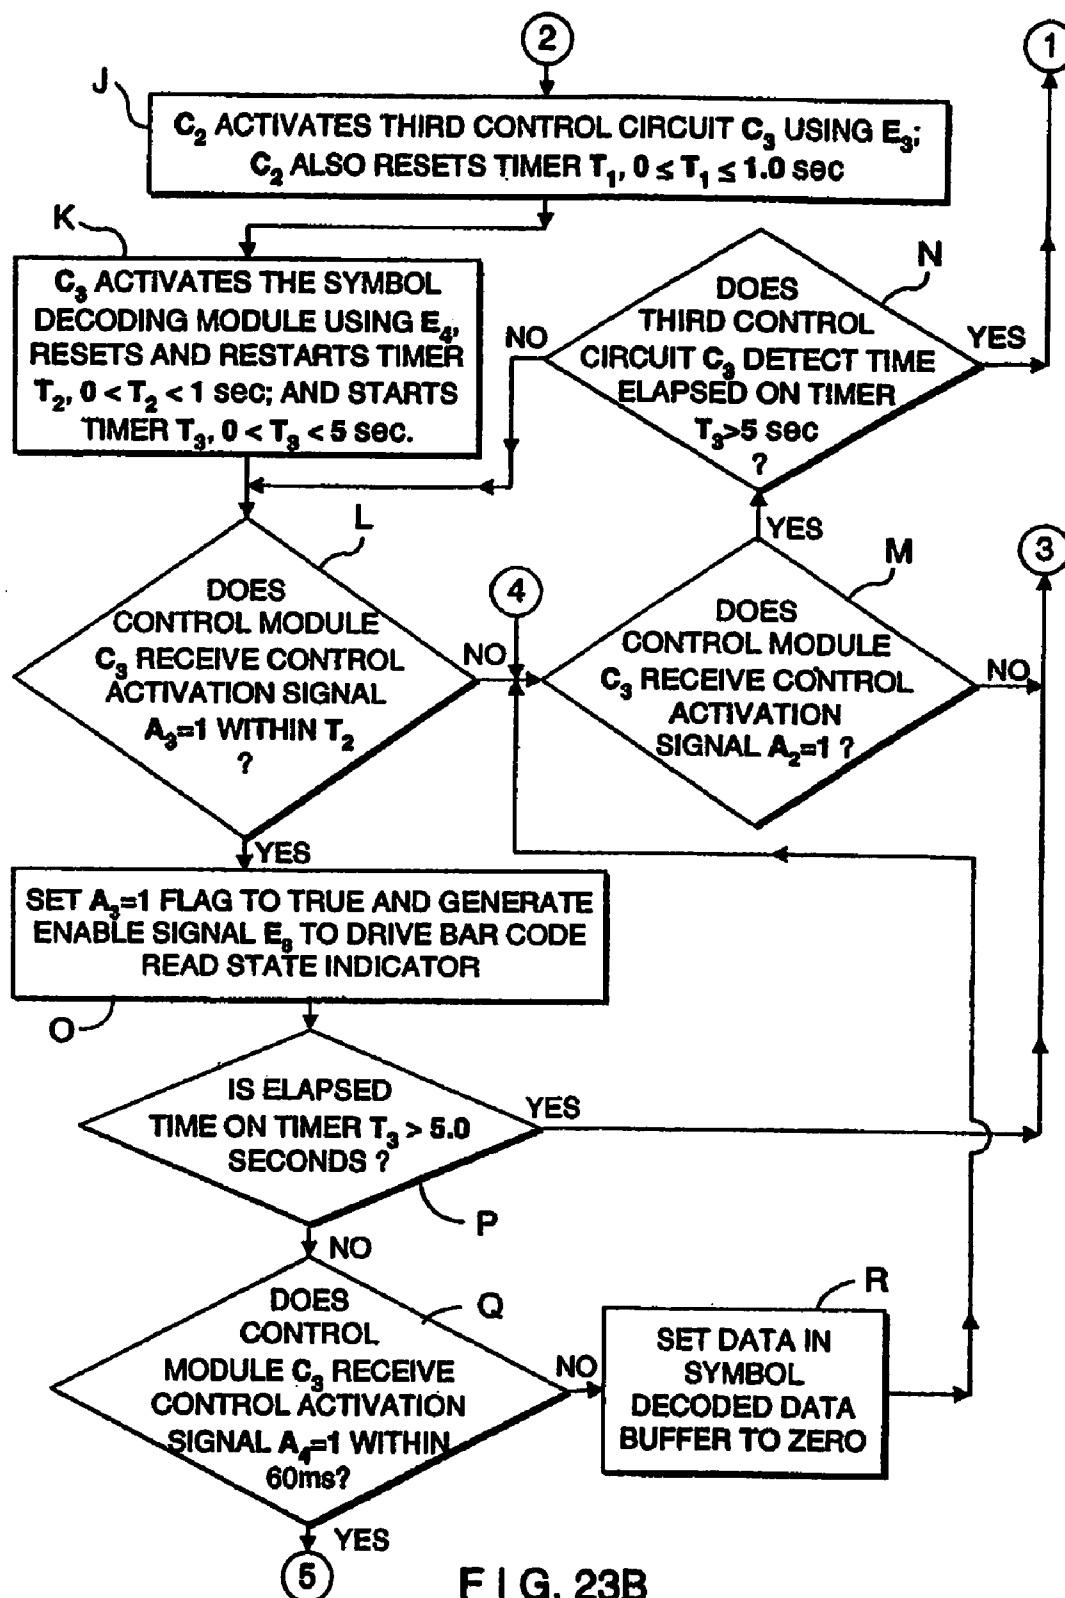 2
1
J
C2 ACTIVATES THIRD CONTROL CIRCUIT C3 USING E3;
C2 ALSO RESETS TIMER T1, 0 ≤ T1 ≤ 1.0 sec
K
C3 ACTIVATES THE SYMBOL
DECODING MODULE USING E4,
RESETS AND RESTARTS TIMER
T2, 0 < T2 < 1 sec; AND STARTS
TIMER T3, 0 < T3 < 5 sec.
N
DOES
THIRD CONTROL
CIRCUIT C3 DETECT TIME
ELAPSED ON TIMER
T3>5 sec
?
NO
YES
L
DOES
CONTROL MODULE
C3 RECEIVE CONTROL
ACTIVATION SIGNAL
A3=1 WITHIN T2
?
NO
YES
4
YES
M
DOES
CONTROL MODULE
C3 RECEIVE CONTROL
ACTIVATION
SIGNAL A2=1 ?
NO
3
SET A3=1 FLAG TO TRUE AND GENERATE
ENABLE SIGNAL E8 TO DRIVE BAR CODE
READ STATE INDICATOR
O
IS ELAPSED
TIME ON TIMER T3 > 5.0
SECONDS ?
YES
P
NO
DOES
CONTROL
MODULE C3 RECEIVE
CONTROL ACTIVATION
SIGNAL A4=1 WITHIN
60ms?
Q
NO
R
SET DATA IN
SYMBOL
DECODED DATA
BUFFER TO ZERO
YES
5
FIG. 23B